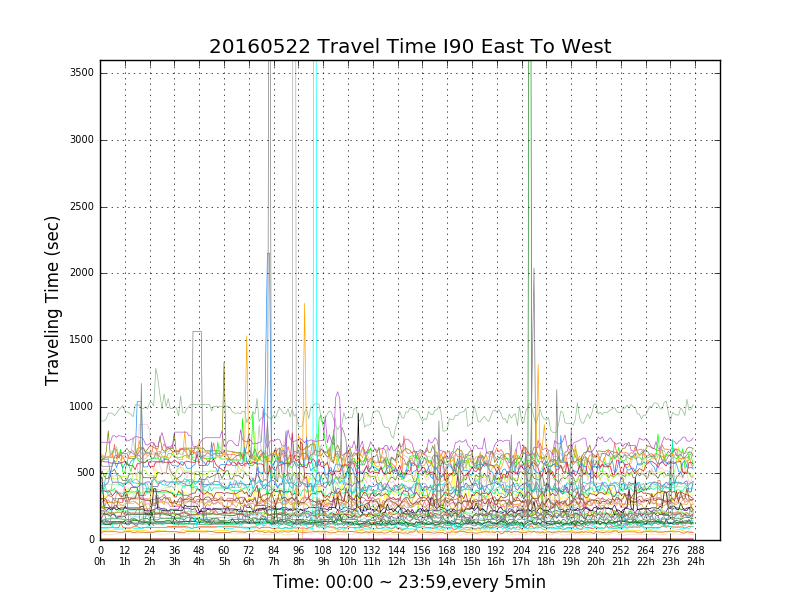 20160522 Travel Time I90 East To West
3500
3000
2500
2000
1500
1000
500
0
Traveling Time (sec)
0 12 24 36 48 60 72 84 96 108 120 132 144 156 168 180 192 204 216 228 240 252 264 276 288
0h 1h 2h 3h 4h 5h 6h 7h 8h 9h 10h 11h 12h 13h 14h 15h 16h 17h 18h 19h 20h 21h 22h 23h 24h
Time: 00:00 ~ 23:59,every 5min